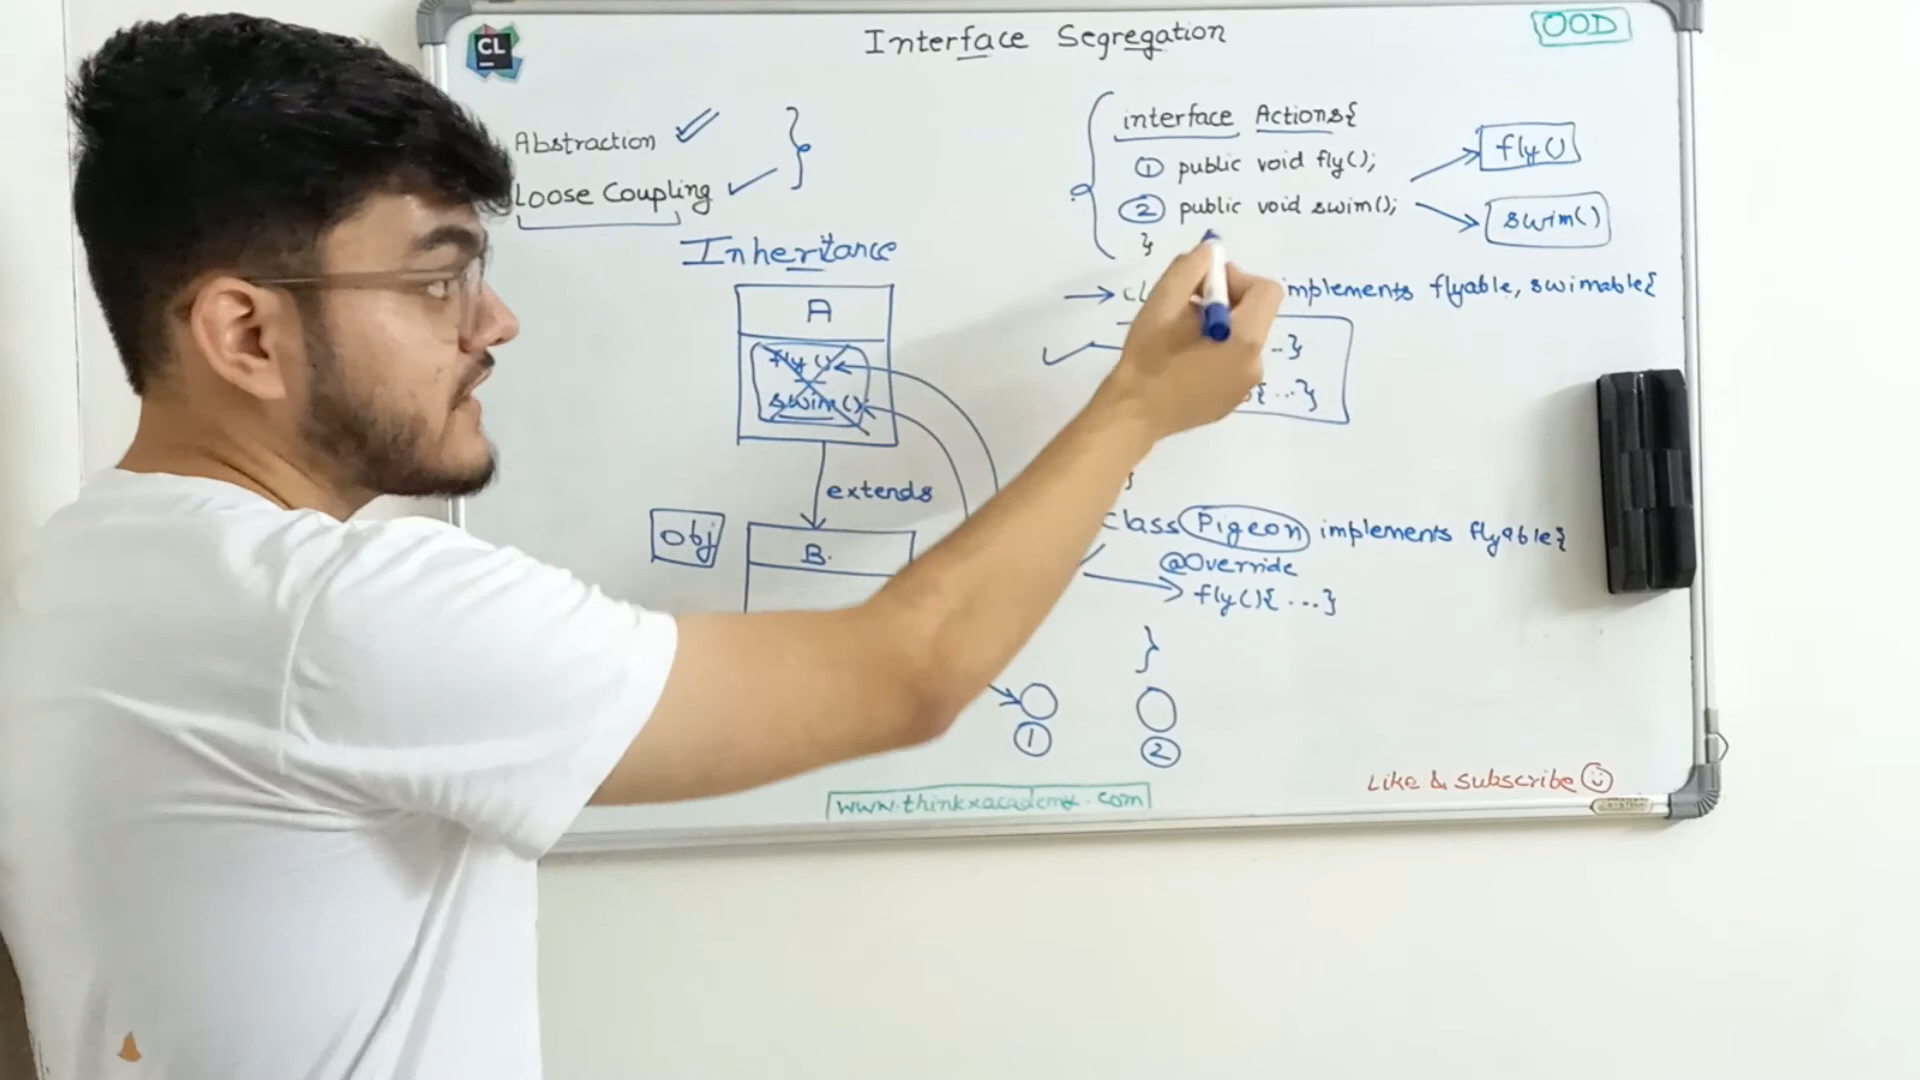 CL
Interface Segregation
OOD
Abstraction
Loose Coupling
Inheritance
A
fly()
swim()
extends
obj
B
interface Actions{
1 public void fly();
2 public void swim();
}
fly()
swim()
implements flyable, swimable{
..}
{...}
}
class Pigeon implements flyable{
@Override
fly(){...}
}
1
2
www.thinkxacademy.com
Like & Subscribe